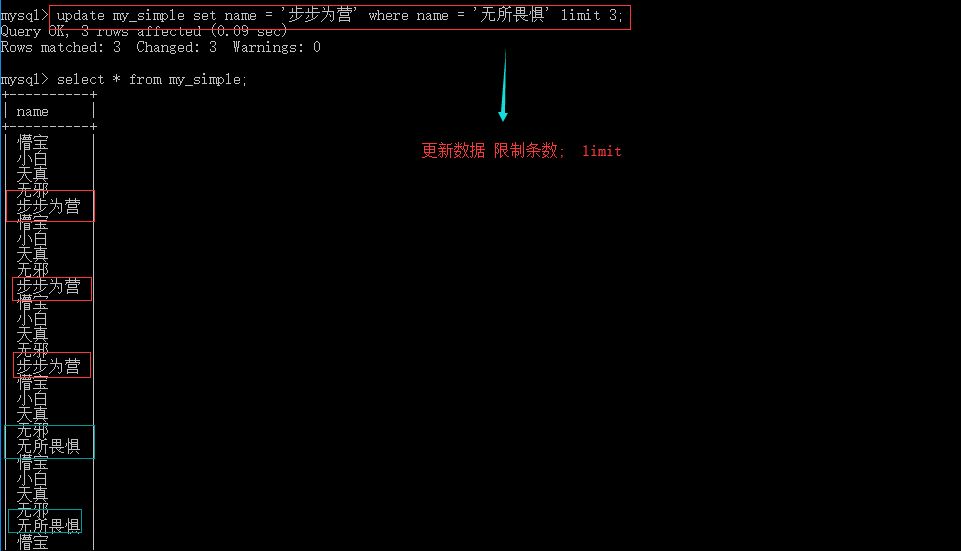 mysql> update my_simple set name = '步步为营' where name = '无所畏惧' limit 3;
Query OK, 3 rows affected (0.09 sec)
Rows matched: 3  Changed: 3  Warnings: 0
mysql> select * from my_simple;
+----------+
| name     |
+----------+
| 懵宝
| 小白
| 天真
| 无邪
| 步步为营 |
| 懵宝
| 小白
| 天真
| 无邪
| 步步为营 |
| 懵宝
| 小白
| 天真
| 无邪
| 步步为营 |
| 懵宝
| 小白
| 天真
| 无邪
| 无所畏惧 |
| 懵宝
| 小白
| 天真
| 无邪
| 无所畏惧 |
| 懵宝
更新数据 限制条数; limit